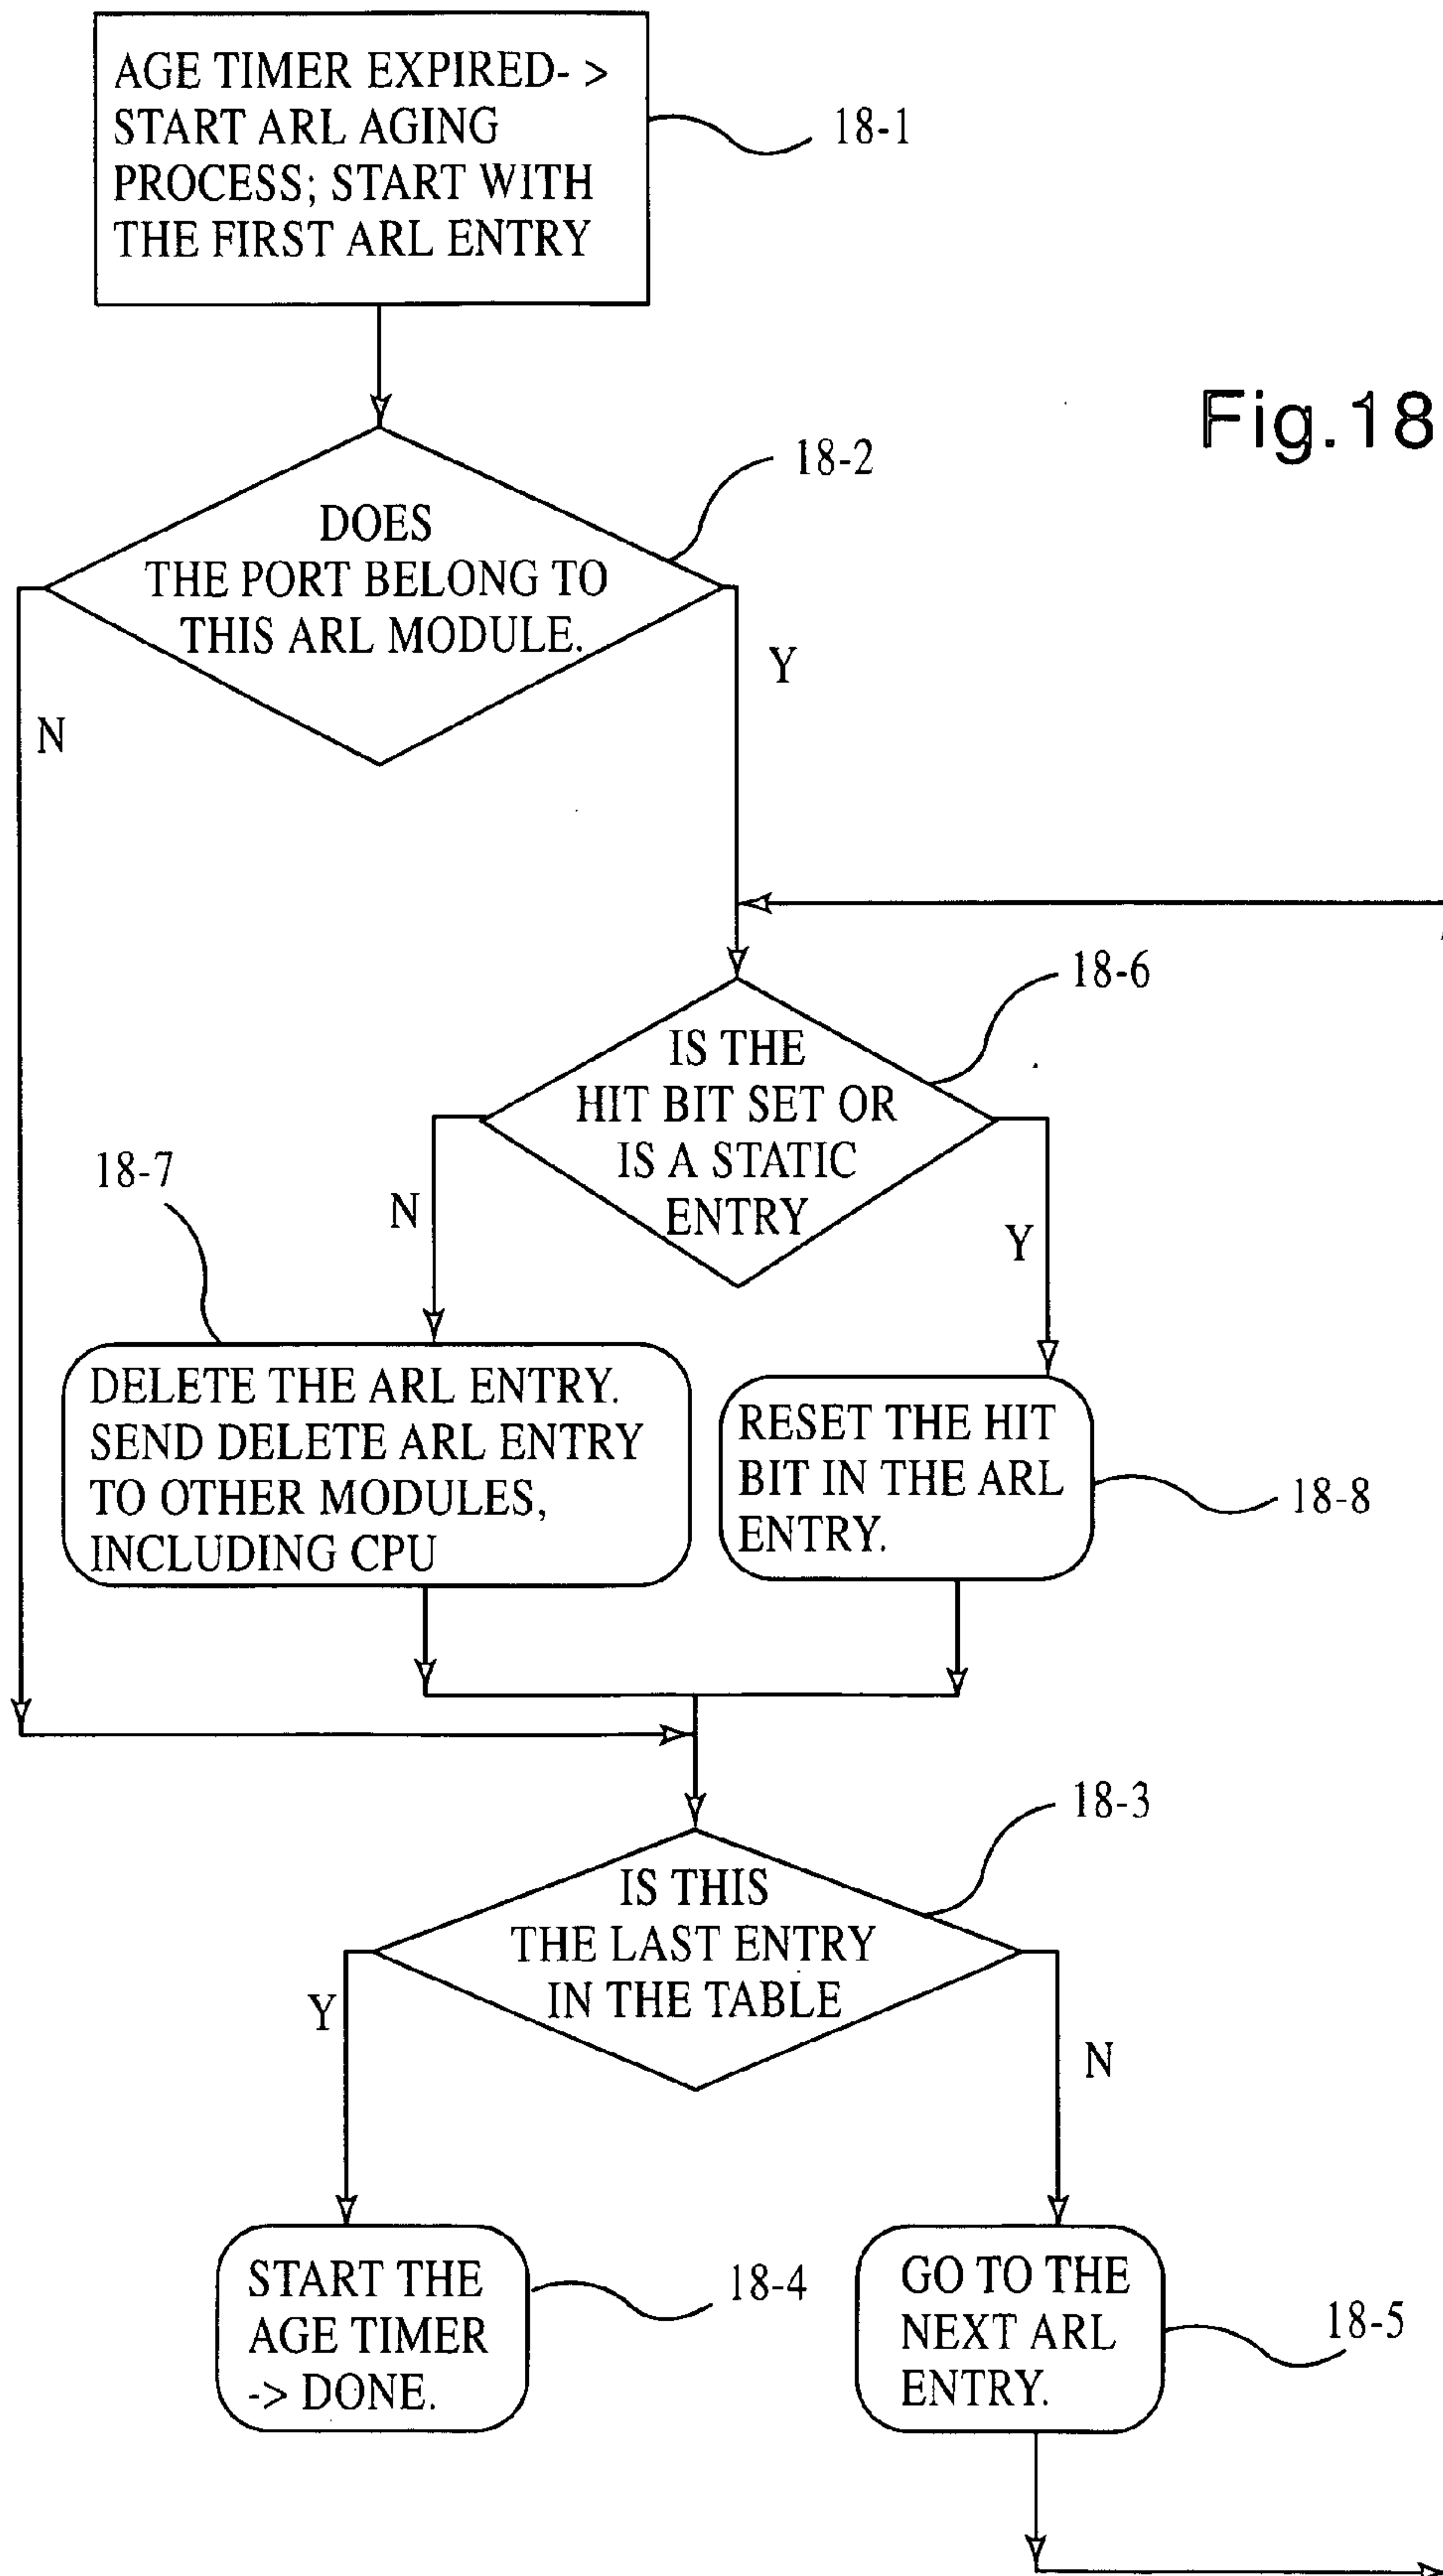 AGE TIMER EXPIRED- >
START ARL AGING
PROCESS; START WITH
THE FIRST ARL ENTRY
18-1
Fig.18
18-2
DOES
THE PORT BELONG TO
THIS ARL MODULE.
Y
N
18-6
IS THE
HIT BIT SET OR
IS A STATIC
ENTRY
18-7
N
Y
DELETE THE ARL ENTRY.
SEND DELETE ARL ENTRY
TO OTHER MODULES,
INCLUDING CPU
RESET THE HIT
BIT IN THE ARL
ENTRY.
18-8
18-3
IS THIS
THE LAST ENTRY
IN THE TABLE
Y
N
START THE
AGE TIMER
-> DONE.
18-4
GO TO THE
NEXT ARL
ENTRY.
18-5